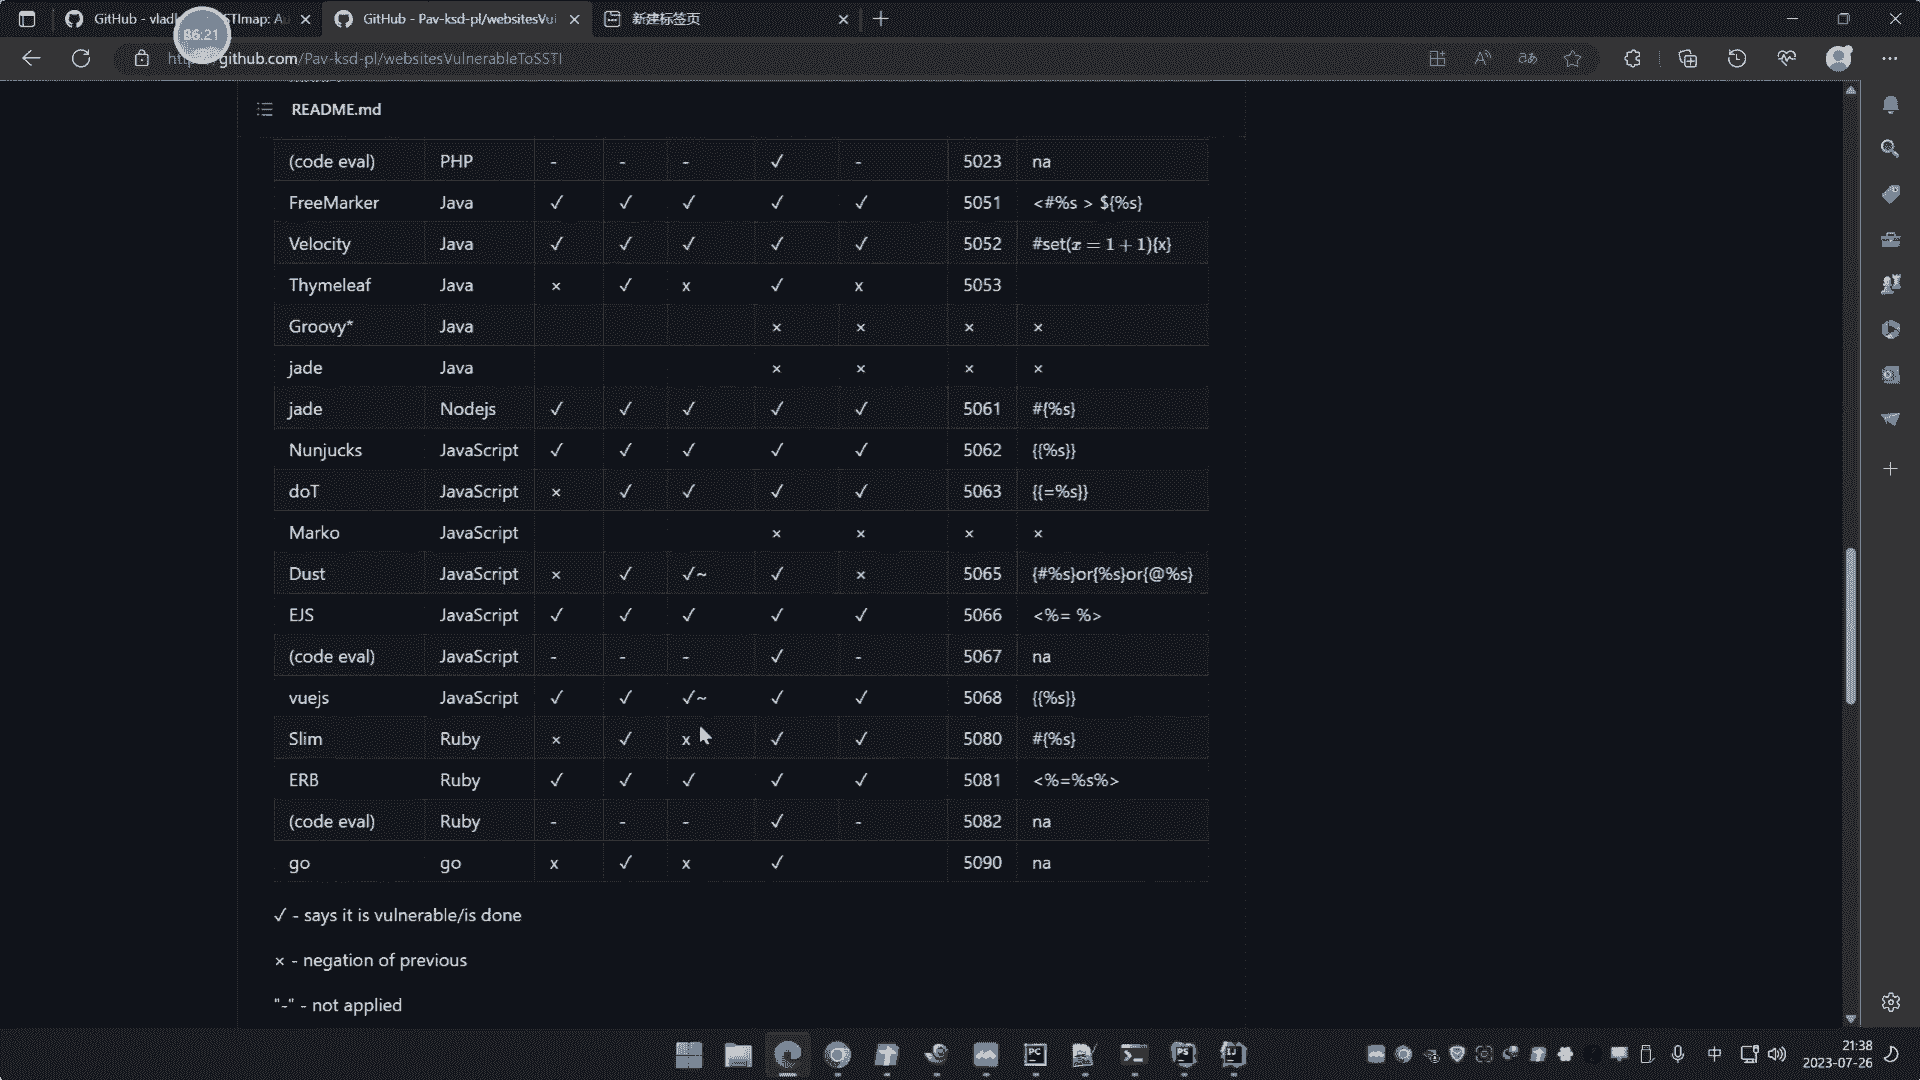 GitHub - vladk STImap: Au
GitHub - Pav-ksd-pl/websitesVul
新建标签页
86:21
github.com/Pav-ksd-pl/websitesVulnerableToSSTI
README.md
(code eval) PHP - - - ✓ - 5023 na
FreeMarker Java ✓ ✓ ✓ ✓ ✓ 5051 <#%s > ${%s}
Velocity Java ✓ ✓ ✓ ✓ ✓ 5052 #set(x = 1 + 1){x}
Thymeleaf Java × ✓ x ✓ x 5053
Groovy* Java × × × ×
jade Java × × × ×
jade Nodejs ✓ ✓ ✓ ✓ ✓ 5061 #{%s}
Nunjucks JavaScript ✓ ✓ ✓ ✓ ✓ 5062 {{%s}}
doT JavaScript × ✓ ✓ ✓ ✓ 5063 {{=%s}}
Marko JavaScript × × × ×
Dust JavaScript × ✓ ✓~ ✓ × 5065 {#%s}or{%s}or{@%s}
EJS JavaScript ✓ ✓ ✓ ✓ ✓ 5066 <%= %>
(code eval) JavaScript - - - ✓ - 5067 na
vuejs JavaScript ✓ ✓ ✓~ ✓ ✓ 5068 {{%s}}
Slim Ruby × ✓ x ✓ ✓ 5080 #{%s}
ERB Ruby ✓ ✓ ✓ ✓ ✓ 5081 <%=%s%>
(code eval) Ruby - - - ✓ - 5082 na
go go x ✓ x ✓ 5090 na
✓ - says it is vulnerable/is done
× - negation of previous
"-" - not applied
中
21:38
2023-07-26